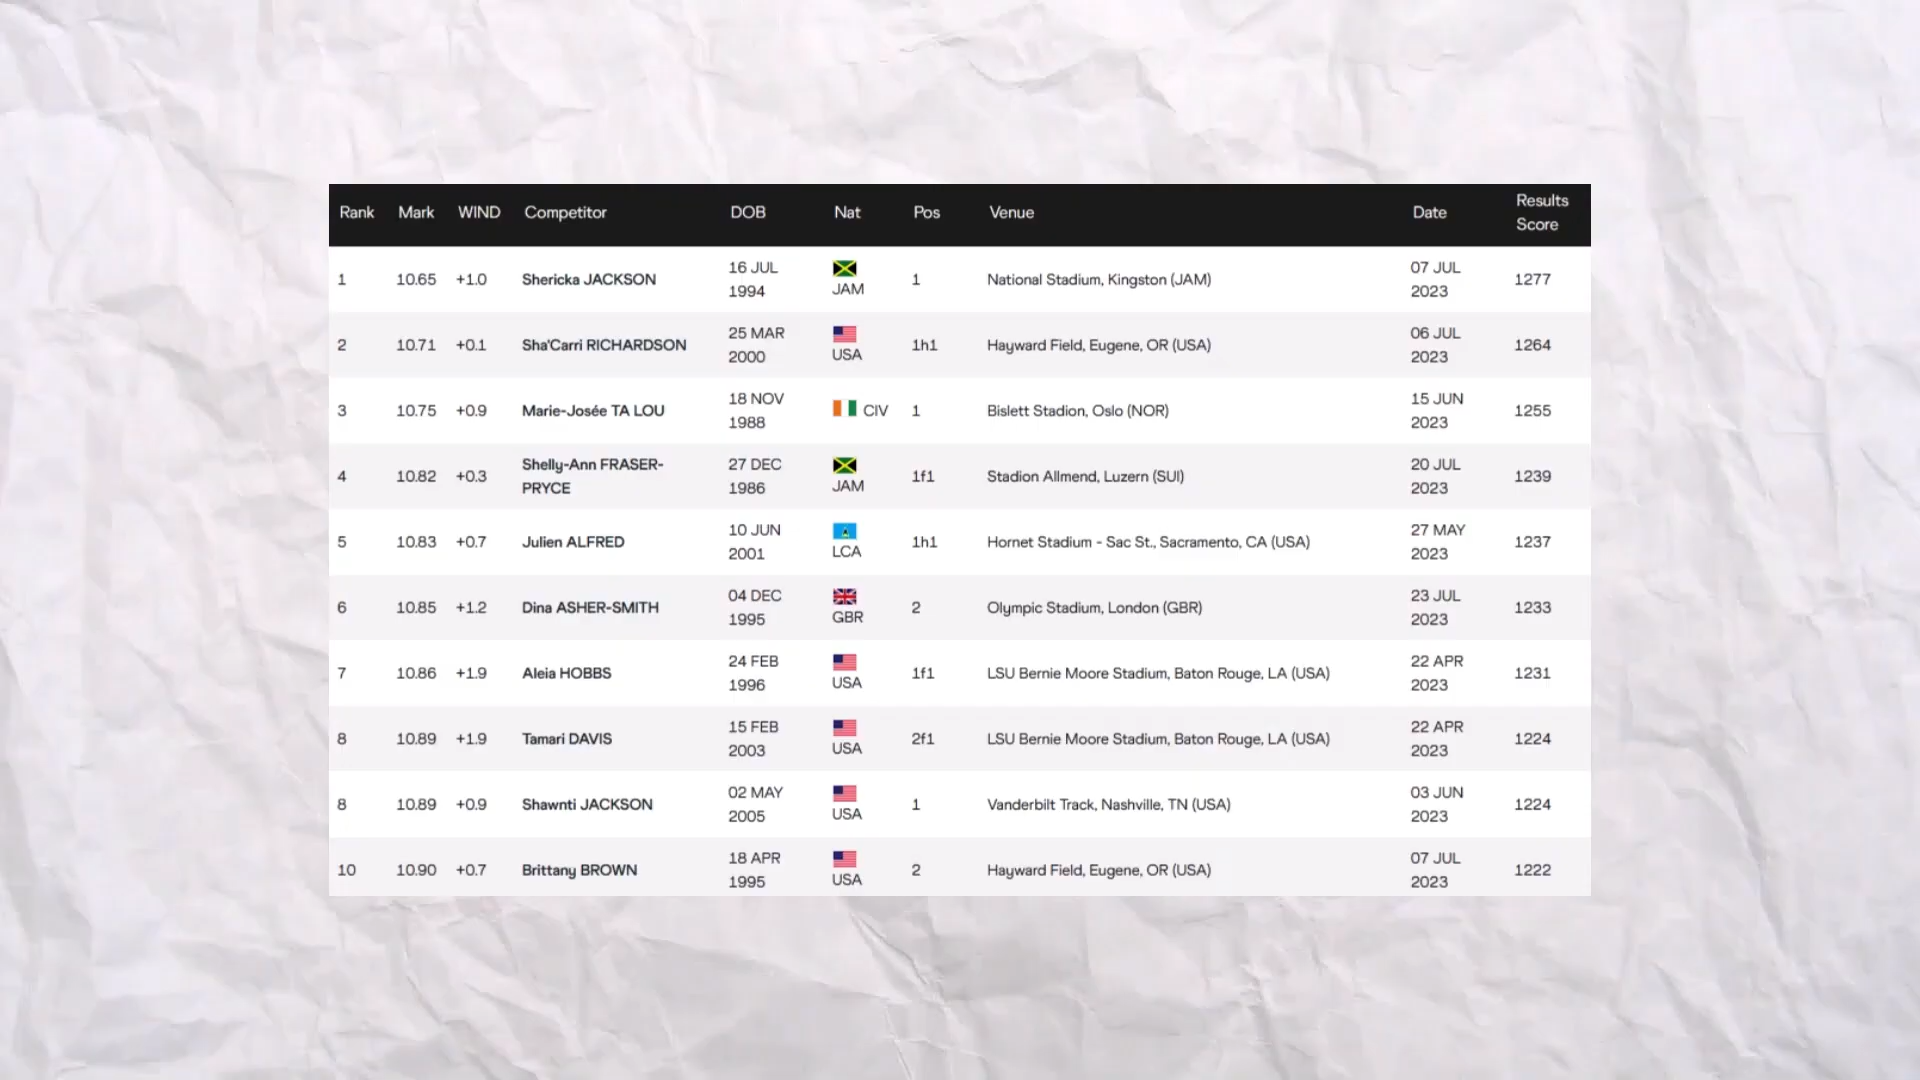 Rank Mark WIND Competitor DOB Nat Pos Venue Date Results Score
1 10.65 +1.0 Shericka JACKSON 16 JUL 1994 JAM 1 National Stadium, Kingston (JAM) 07 JUL 2023 1277
2 10.71 +0.1 Sha'Carri RICHARDSON 25 MAR 2000 USA 1h1 Hayward Field, Eugene, OR (USA) 06 JUL 2023 1264
3 10.75 +0.9 Marie-Josée TA LOU 18 NOV 1988 CIV 1 Bislett Stadion, Oslo (NOR) 15 JUN 2023 1255
4 10.82 +0.3 Shelly-Ann FRASER-PRYCE 27 DEC 1986 JAM 1f1 Stadion Allmend, Luzern (SUI) 20 JUL 2023 1239
5 10.83 +0.7 Julien ALFRED 10 JUN 2001 LCA 1h1 Hornet Stadium - Sac St., Sacramento, CA (USA) 27 MAY 2023 1237
6 10.85 +1.2 Dina ASHER-SMITH 04 DEC 1995 GBR 2 Olympic Stadium, London (GBR) 23 JUL 2023 1233
7 10.86 +1.9 Aleia HOBBS 24 FEB 1996 USA 1f1 LSU Bernie Moore Stadium, Baton Rouge, LA (USA) 22 APR 2023 1231
8 10.89 +1.9 Tamari DAVIS 15 FEB 2003 USA 2f1 LSU Bernie Moore Stadium, Baton Rouge, LA (USA) 22 APR 2023 1224
8 10.89 +0.9 Shawnti JACKSON 02 MAY 2005 USA 1 Vanderbilt Track, Nashville, TN (USA) 03 JUN 2023 1224
10 10.90 +0.7 Brittany BROWN 18 APR 1995 USA 2 Hayward Field, Eugene, OR (USA) 07 JUL 2023 1222